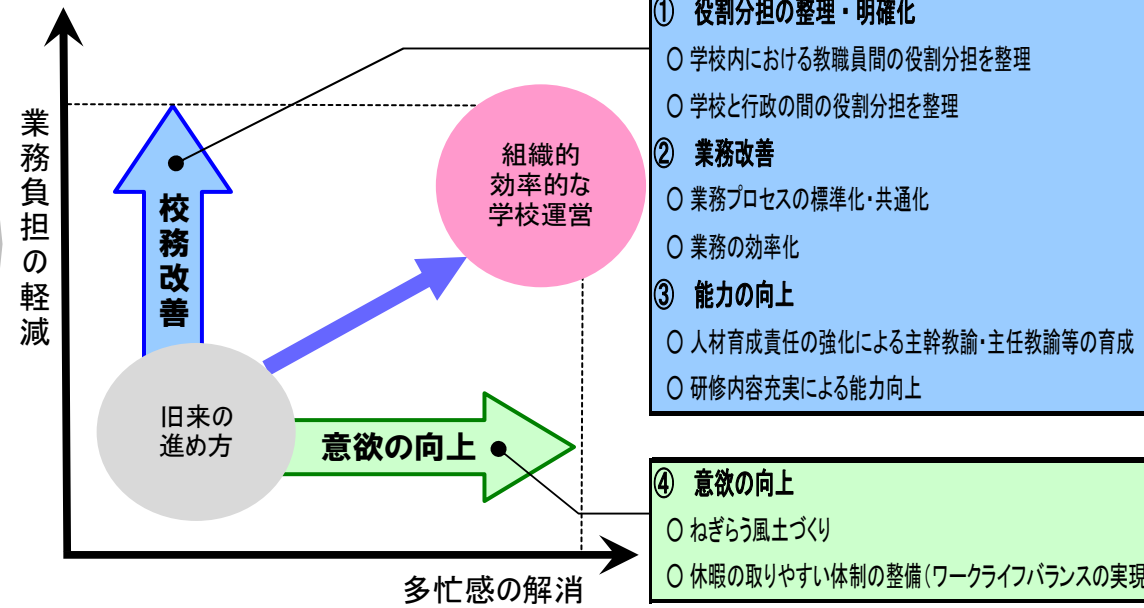 業務負担の軽減
校務改善
組織的
効率的な
学校運営
旧来の
進め方
意欲の向上
多忙感の解消
① 役割分担の整理・明確化
○ 学校内における教職員間の役割分担を整理
○ 学校と行政の間の役割分担を整理
② 業務改善
○ 業務プロセスの標準化・共通化
○ 業務の効率化
③ 能力の向上
○ 人材育成責任の強化による主幹教諭・主任教諭等の育成
○ 研修内容充実による能力向上
④ 意欲の向上
○ ねぎらう風土づくり
○ 休暇の取りやすい体制の整備(ワークライフバランスの実現